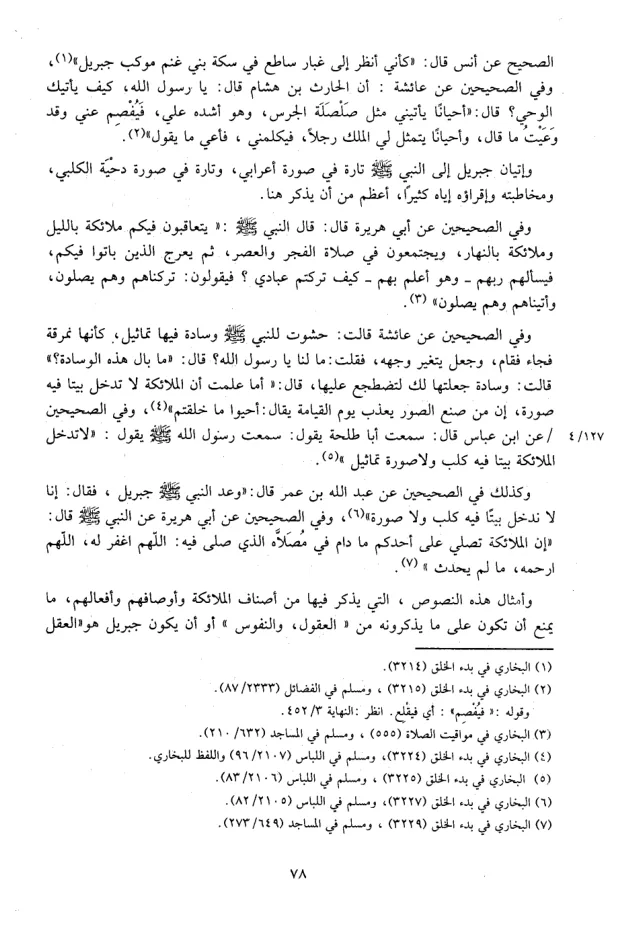 الصحيح عن أنس قال: «كأني أنظر إلى غبار ساطع في سكة بني غنم موكب جبريل»(١)،
وفي الصحيحين عن عائشة : أن الحارث بن هشام قال: يا رسول الله، كيف يأتيك
الوحي؟ قال:«أحيانًا يأتيني مثل صَلْصَلَة الجرس، وهو أشده علي، فَيُفْصِم عني وقد
وَعَيْتُ ما قال، وأحيانًا يتمثل لي الملك رجلاً، فيكلمني ، فأعي ما يقول»(٢).
وإتيان جبريل إلى النبي ﷺ تارة في صورة أعرابي، وتارة في صورة دحْيَة الكلبي،
ومخاطبته وإقراؤه إياه كثيرًا، أعظم من أن يذكر هنا.
وفي الصحيحين عن أبي هريرة قال: قال النبي ﷺ :« يتعاقبون فيكم ملائكة بالليل
وملائكة بالنهار، ويجتمعون في صلاة الفجر والعصر، ثم يعرج الذين باتوا فيكم،
فيسألهم ربهم ـ وهو أعلم بهم ـ كيف تركتم عبادي ؟ فيقولون: تركناهم وهم يصلون،
وأتيناهم وهم يصلون» (٣).
وفي الصحيحين عن عائشة قالت: حشوت للنبي ﷺ وسادة فيها تماثيل، كأنها نمرقة
فجاء فقام، وجعل يتغير وجهه، فقلت:ما لنا يا رسول الله؟ قال: «ما بال هذه الوسادة؟»
قالت: وسادة جعلتها لك لتضطجع عليها، قال:« أما علمت أن الملائكة لا تدخل بيتا فيه
صورة، إن من صنع الصور يعذب يوم القيامة يقال:أحيوا ما خلقتم»(٤)، وفي الصحيحين
٤/١٢٧ /عن ابن عباس قال: سمعت أبا طلحة يقول: سمعت رسول الله ﷺ يقول : «لاتدخل
الملائكة بيتا فيه كلب ولاصورة تماثيل »(٥).
وكذلك في الصحيحين عن عبد الله بن عمر قال:«وعد النبي ﷺ جبريل ، فقال: إنا
لا ندخل بيتًا فيه كلب ولا صورة»(٦)، وفي الصحيحين عن أبي هريرة عن النبي ﷺ قال:
«إن الملائكة تصلي على أحدكم ما دام في مُصَلاَّه الذي صلى فيه: اللّهم اغفر له، اللّهم
ارحمه، ما لم يحدث » (٧).
وأمثال هذه النصوص ، التي يذكر فيها من أصناف الملائكة وأوصافهم وأفعالهم، ما
يمنع أن تكون على ما يذكرونه من « العقول، والنفوس » أو أن يكون جبريل هو«العقل
(١) البخاري في بدء الخلق (٣٢١٤).
(٢) البخاري في بدء الخلق (٣٢١٥) ، ومسلم في الفضائل (٨٧/٢٣٣٣).
وقوله :« فيُفْصِم» : أي فيقْلع. انظر :النهاية ٤٥٢/٣.
(٣) البخاري في مواقيت الصلاة (٥٥٥) ، ومسلم في المساجد (٢١٠/٦٣٢).
(٤) البخاري في بدء الخلق (٣٢٢٤)، ومسلم في اللباس (٩٦/٢١٠٧) واللفظ للبخاري.
(٥) البخاري في بدء الخلق (٣٢٢٥) ، ومسلم في اللباس (٨٣/٢١٠٦).
(٦) البخاري في بدء الخلق (٣٢٢٧)، ومسلم في اللباس (٨٢/٢١٠٥).
(٧) البخاري في بدء الخلق (٣٢٢٩) ، ومسلم في المساجد (٢٧٣/٦٤٩).
٧٨